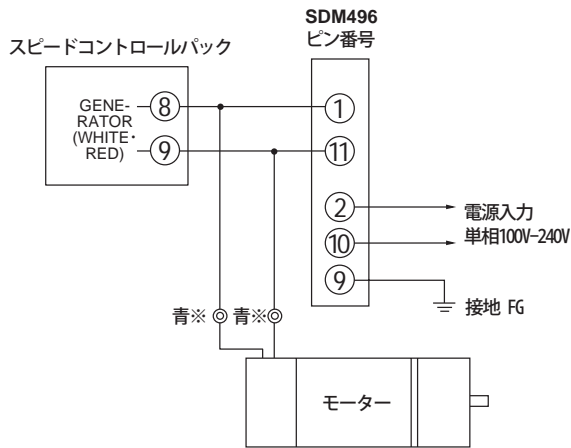 SDM496
ピン番号
スピードコントロールパック
GENE-
RATOR
(WHITE・
RED)
8
9
1
11
2
10
9
電源入力
単相100V-240V
接地 FG
青※ 青※
モーター